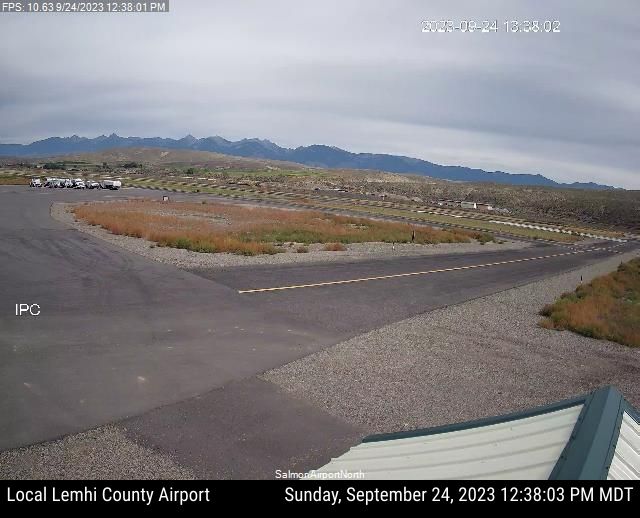 FPS: 10.63 9/24/2023 12:38:01 PM
2023-09-24 13:38:02
IPC
SalmonAirportNorth
Local Lemhi County Airport
Sunday, September 24, 2023 12:38:03 PM MDT